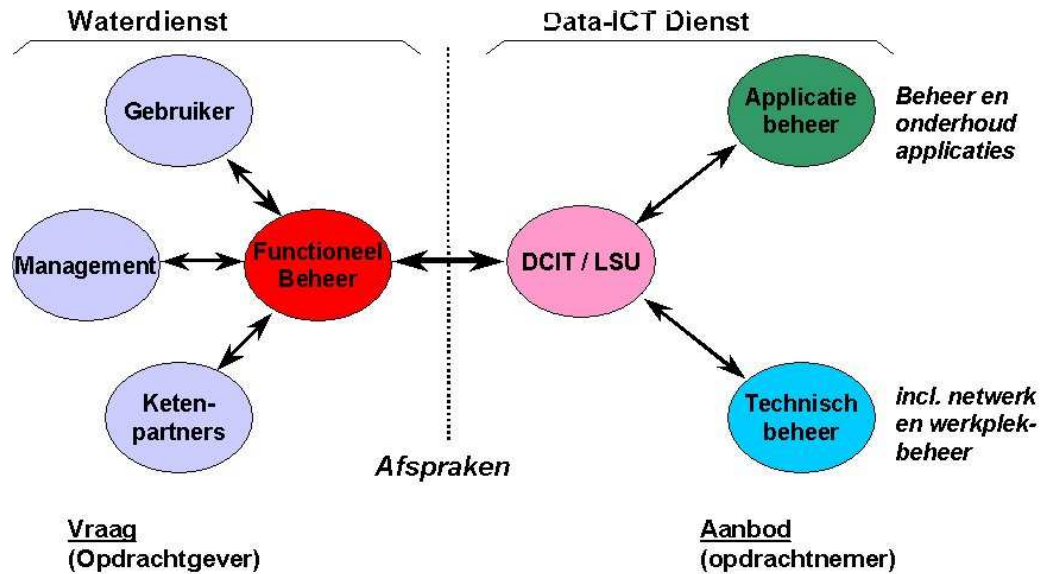 Waterdienst
Data-ICT Dienst
Gebruiker
Applicatie
beheer
Beheer en
onderhoud
applicaties
Management
Functioneel
Beheer
DCIT / LSU
Keten-
partners
Technisch
beheer
incl. netwerk
en werkplek-
beheer
Afspraken
Vraag
(Opdrachtgever)
Aanbod
(opdrachtnemer)